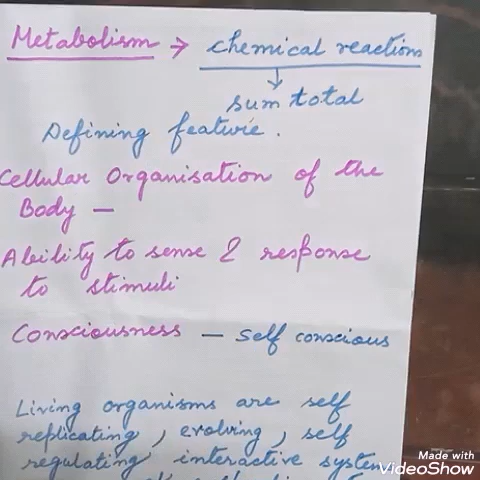 Metabolism → chemical reactions
↓
sum total
Defining feature.
Cellular Organisation of the
Body —
Ability to sense & response
to stimuli
Consciousness — self conscious
Living organisms are self
replicating, evolving, self
regulating interactive system
Made with
VideoShow